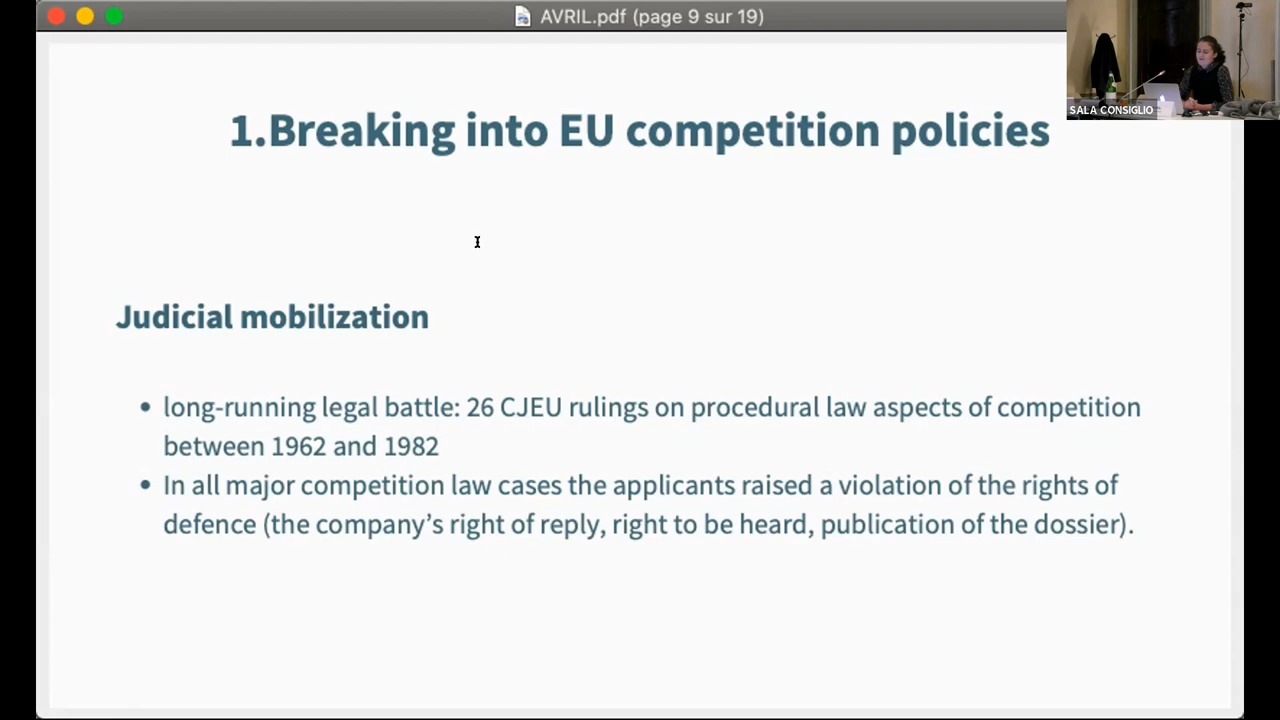 AVRIL.pdf (page 9 sur 19)
SALA CONSIGLIO
1.Breaking into EU competition policies
Judicial mobilization
• long-running legal battle: 26 CJEU rulings on procedural law aspects of competition
between 1962 and 1982
• In all major competition law cases the applicants raised a violation of the rights of
defence (the company’s right of reply, right to be heard, publication of the dossier).